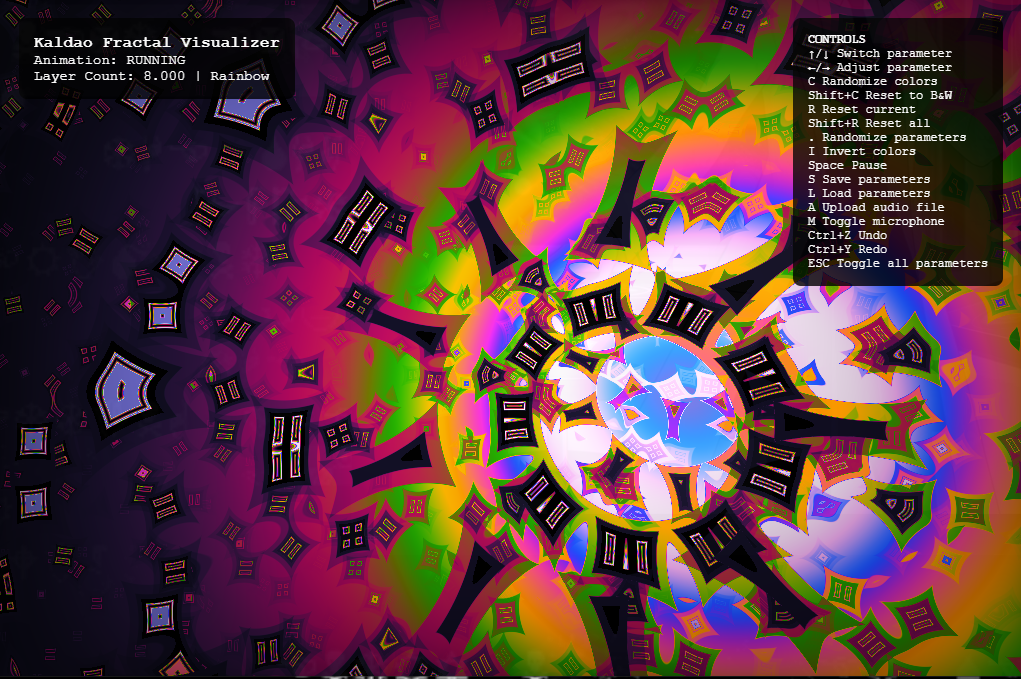 Kaldao Fractal Visualizer
Animation: RUNNING
Layer Count: 8.000 | Rainbow
CONTROLS
↑/↓ Switch parameter
←/→ Adjust parameter
C Randomize colors
Shift+C Reset to B&W
R Reset current
Shift+R Reset all
. Randomize parameters
I Invert colors
Space Pause
S Save parameters
L Load parameters
A Upload audio file
M Toggle microphone
Ctrl+Z Undo
Ctrl+Y Redo
ESC Toggle all parameters